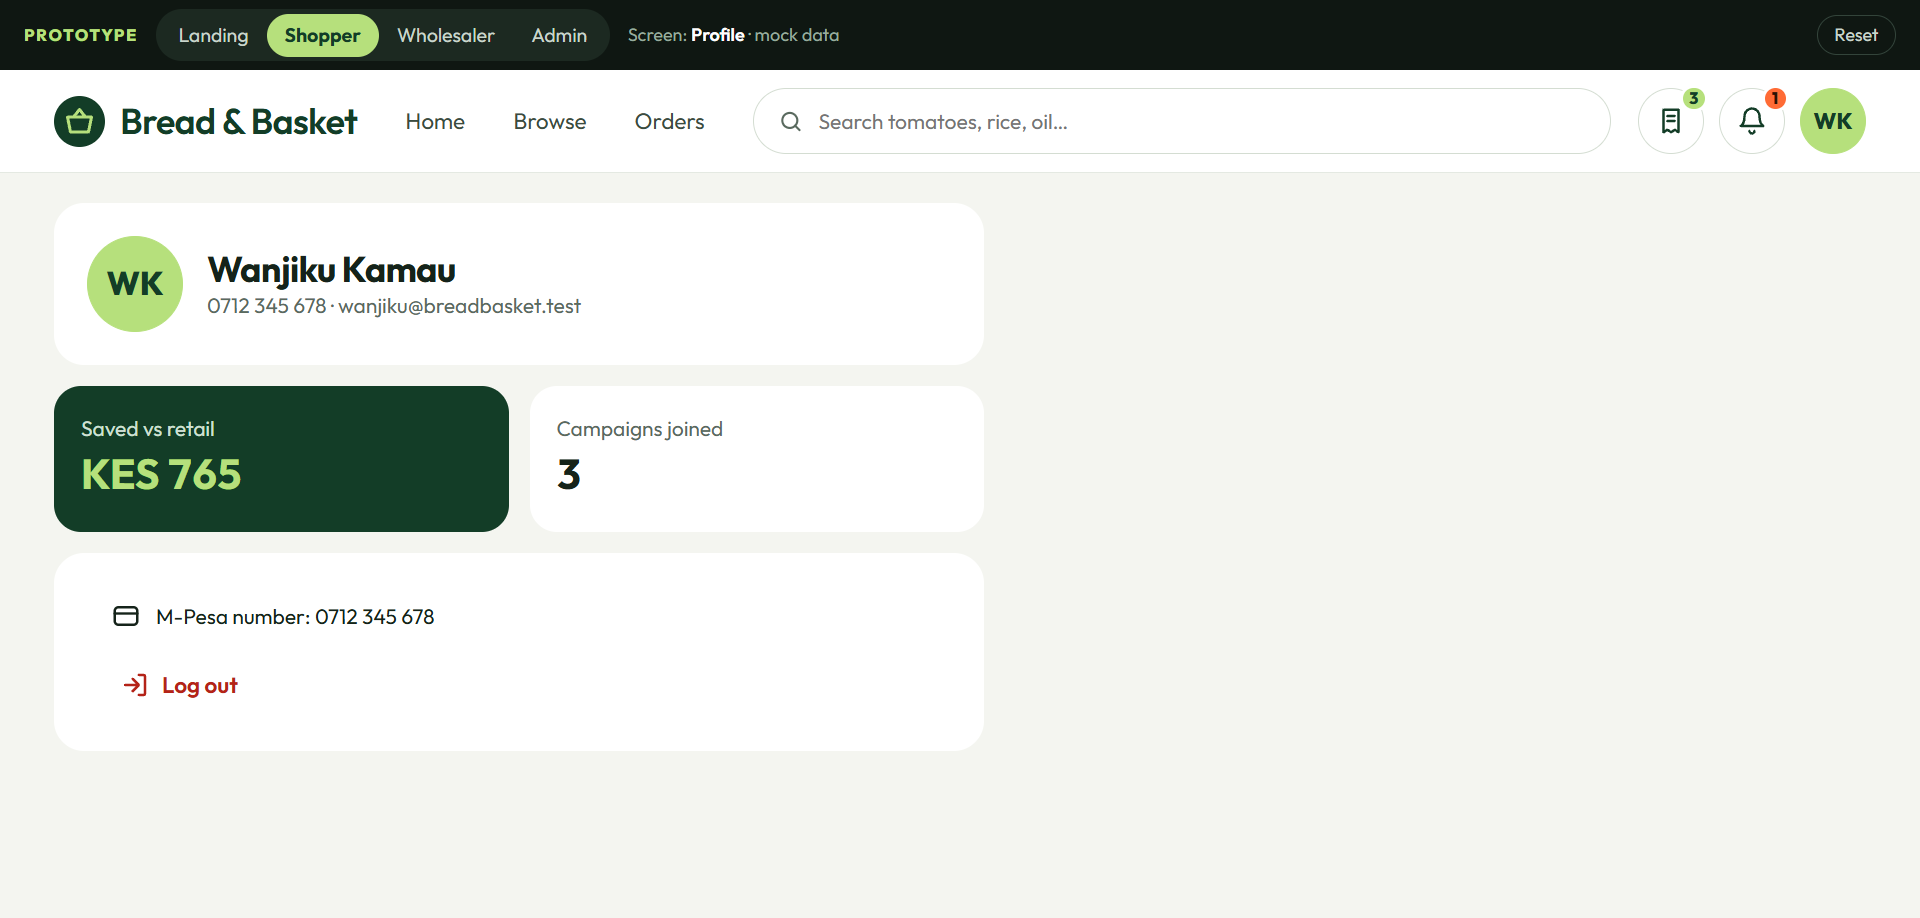 PROTOTYPE Landing Shopper Wholesaler Admin Screen: Profile · mock data Reset
Bread & Basket Home Browse Orders Search tomatoes, rice, oil... 3 1 WK
WK
Wanjiku Kamau
0712 345 678 · wanjiku@breadbasket.test
Saved vs retail
KES 765
Campaigns joined
3
M-Pesa number: 0712 345 678
Log out